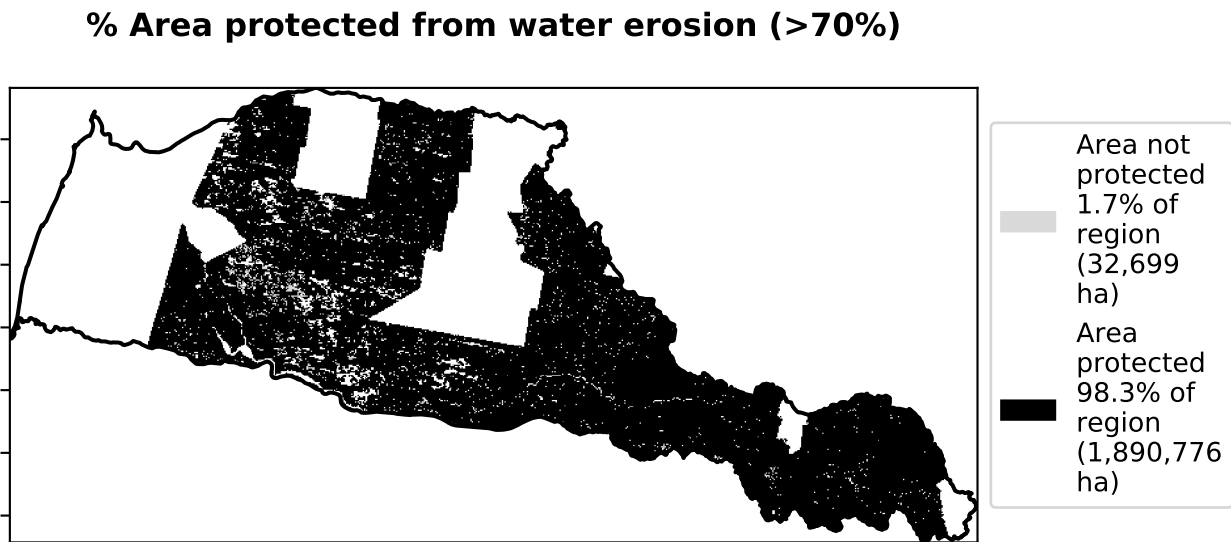 % Area protected from water erosion (>70%)
Area not
protected
1.7% of
region
(32,699
ha)
Area
protected
98.3% of
region
(1,890,776
ha)